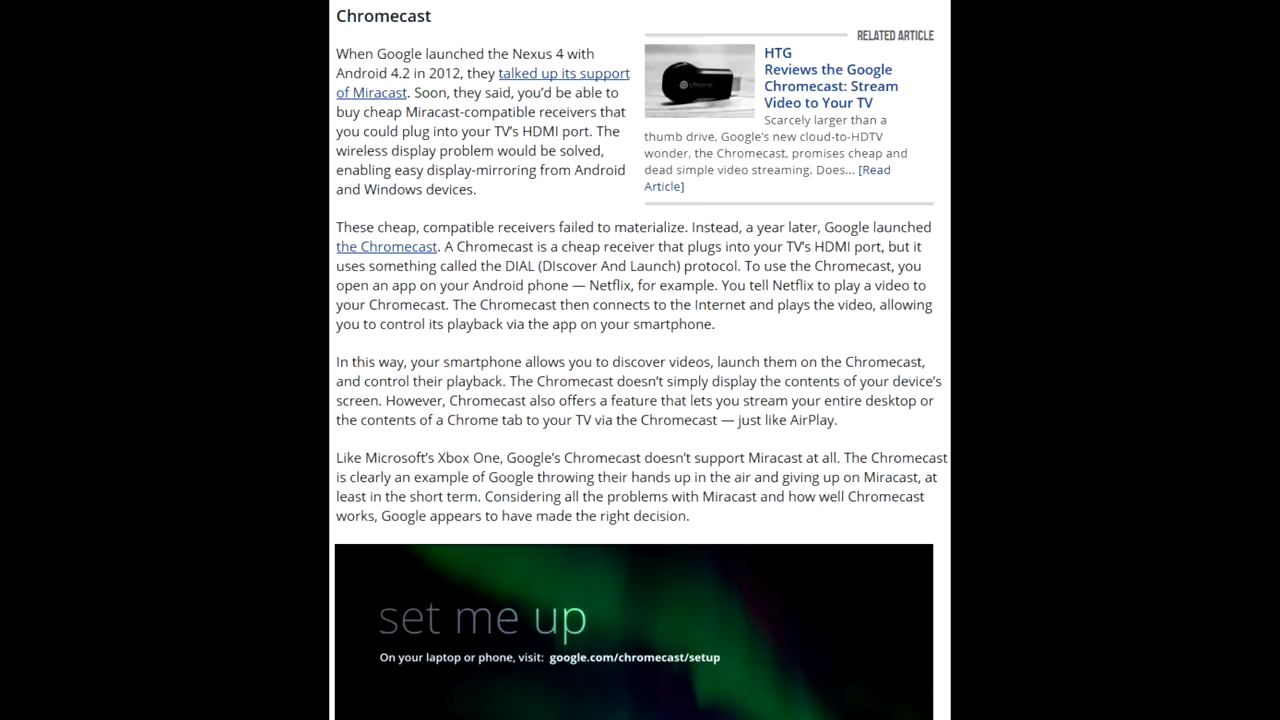 Chromecast
When Google launched the Nexus 4 with
Android 4.2 in 2012, they talked up its support
of Miracast. Soon, they said, you’d be able to
buy cheap Miracast-compatible receivers that
you could plug into your TV’s HDMI port. The
wireless display problem would be solved,
enabling easy display-mirroring from Android
and Windows devices.
RELATED ARTICLE
chrome
HTG
Reviews the Google
Chromecast: Stream
Video to Your TV
Scarcely larger than a
thumb drive, Google’s new cloud-to-HDTV
wonder, the Chromecast, promises cheap and
dead simple video streaming. Does... [Read
Article]
These cheap, compatible receivers failed to materialize. Instead, a year later, Google launched
the Chromecast. A Chromecast is a cheap receiver that plugs into your TV’s HDMI port, but it
uses something called the DIAL (DIscover And Launch) protocol. To use the Chromecast, you
open an app on your Android phone — Netflix, for example. You tell Netflix to play a video to
your Chromecast. The Chromecast then connects to the Internet and plays the video, allowing
you to control its playback via the app on your smartphone.
In this way, your smartphone allows you to discover videos, launch them on the Chromecast,
and control their playback. The Chromecast doesn’t simply display the contents of your device’s
screen. However, Chromecast also offers a feature that lets you stream your entire desktop or
the contents of a Chrome tab to your TV via the Chromecast — just like AirPlay.
Like Microsoft’s Xbox One, Google’s Chromecast doesn’t support Miracast at all. The Chromecast
is clearly an example of Google throwing their hands up in the air and giving up on Miracast, at
least in the short term. Considering all the problems with Miracast and how well Chromecast
works, Google appears to have made the right decision.
set me up
On your laptop or phone, visit: google.com/chromecast/setup